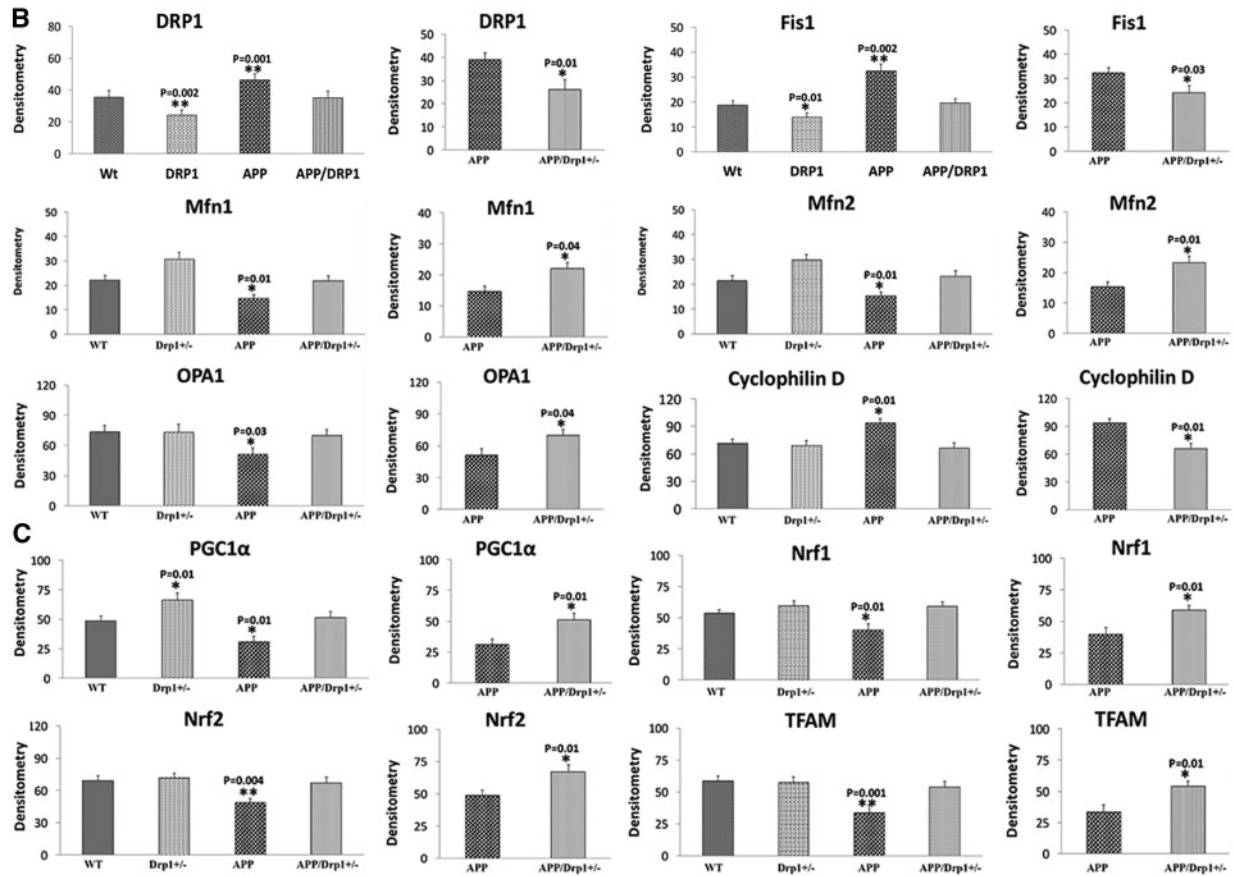 B
DRP1
Densitometry
80
60
40
20
0
P=0.002
**
P=0.001
**
Wt DRP1 APP APP/DRP1
DRP1
Densitometry
50
40
30
20
10
0
P=0.01
*
APP APP/Drp1+/-
Fis1
Densitometry
50
40
30
20
10
0
P=0.01
*
P=0.002
**
Wt DRP1 APP APP/DRP1
Fis1
Densitometry
50
40
30
20
10
0
P=0.03
*
APP APP/Drp1+/-
Mfn1
Densitometry
50
40
30
20
10
0
P=0.01
*
WT Drp1+/- APP APP/Drp1+/-
Mfn1
Densitometry
40
30
20
10
0
P=0.04
*
APP APP/Drp1+/-
Mfn2
Densitometry
50
40
30
20
10
0
P=0.01
*
WT Drp1+/- APP APP/Drp1+/-
Mfn2
Densitometry
40
30
20
10
0
P=0.01
*
APP APP/Drp1+/-
OPA1
Densitometry
120
90
60
30
0
P=0.03
*
WT Drp1+/- APP APP/Drp1+/-
OPA1
Densitometry
120
90
60
30
0
P=0.04
*
APP APP/Drp1+/-
Cyclophilin D
Densitometry
120
90
60
30
0
P=0.01
*
WT Drp1+/- APP APP/Drp1+/-
Cyclophilin D
Densitometry
120
90
60
30
0
P=0.01
*
APP APP/Drp1+/-
C
PGC1α
Densitometry
100
75
50
25
0
P=0.01
*
P=0.01
*
WT Drp1+/- APP APP/Drp1+/-
PGC1α
Densitometry
100
75
50
25
0
P=0.01
*
APP APP/Drp1+/-
Nrf1
Densitometry
100
75
50
25
0
P=0.01
*
WT Drp1+/- APP APP/Drp1+/-
Nrf1
Densitometry
100
75
50
25
0
P=0.01
*
APP APP/Drp1+/-
Nrf2
Densitometry
120
90
60
30
0
P=0.004
**
WT Drp1+/- APP APP/Drp1+/-
Nrf2
Densitometry
100
75
50
25
0
P=0.01
*
APP APP/Drp1+/-
TFAM
Densitometry
100
75
50
25
0
P=0.001
**
WT Drp1+/- APP APP/Drp1+/-
TFAM
Densitometry
100
75
50
25
0
P=0.01
*
APP APP/Drp1+/-